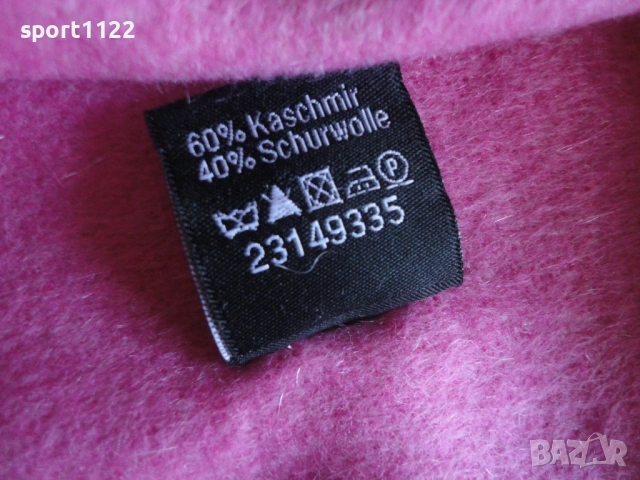 sport1122
60% Kaschmir
40% Schurwolle
P
23149335
BAZAR